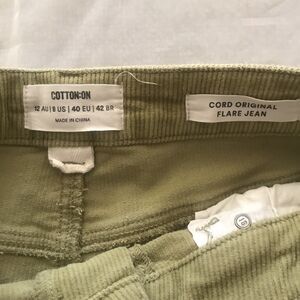 COTTON:ON
12 AU | 8 US | 40 EU | 42 BR
MADE IN CHINA
CORD ORIGINAL
FLARE JEAN